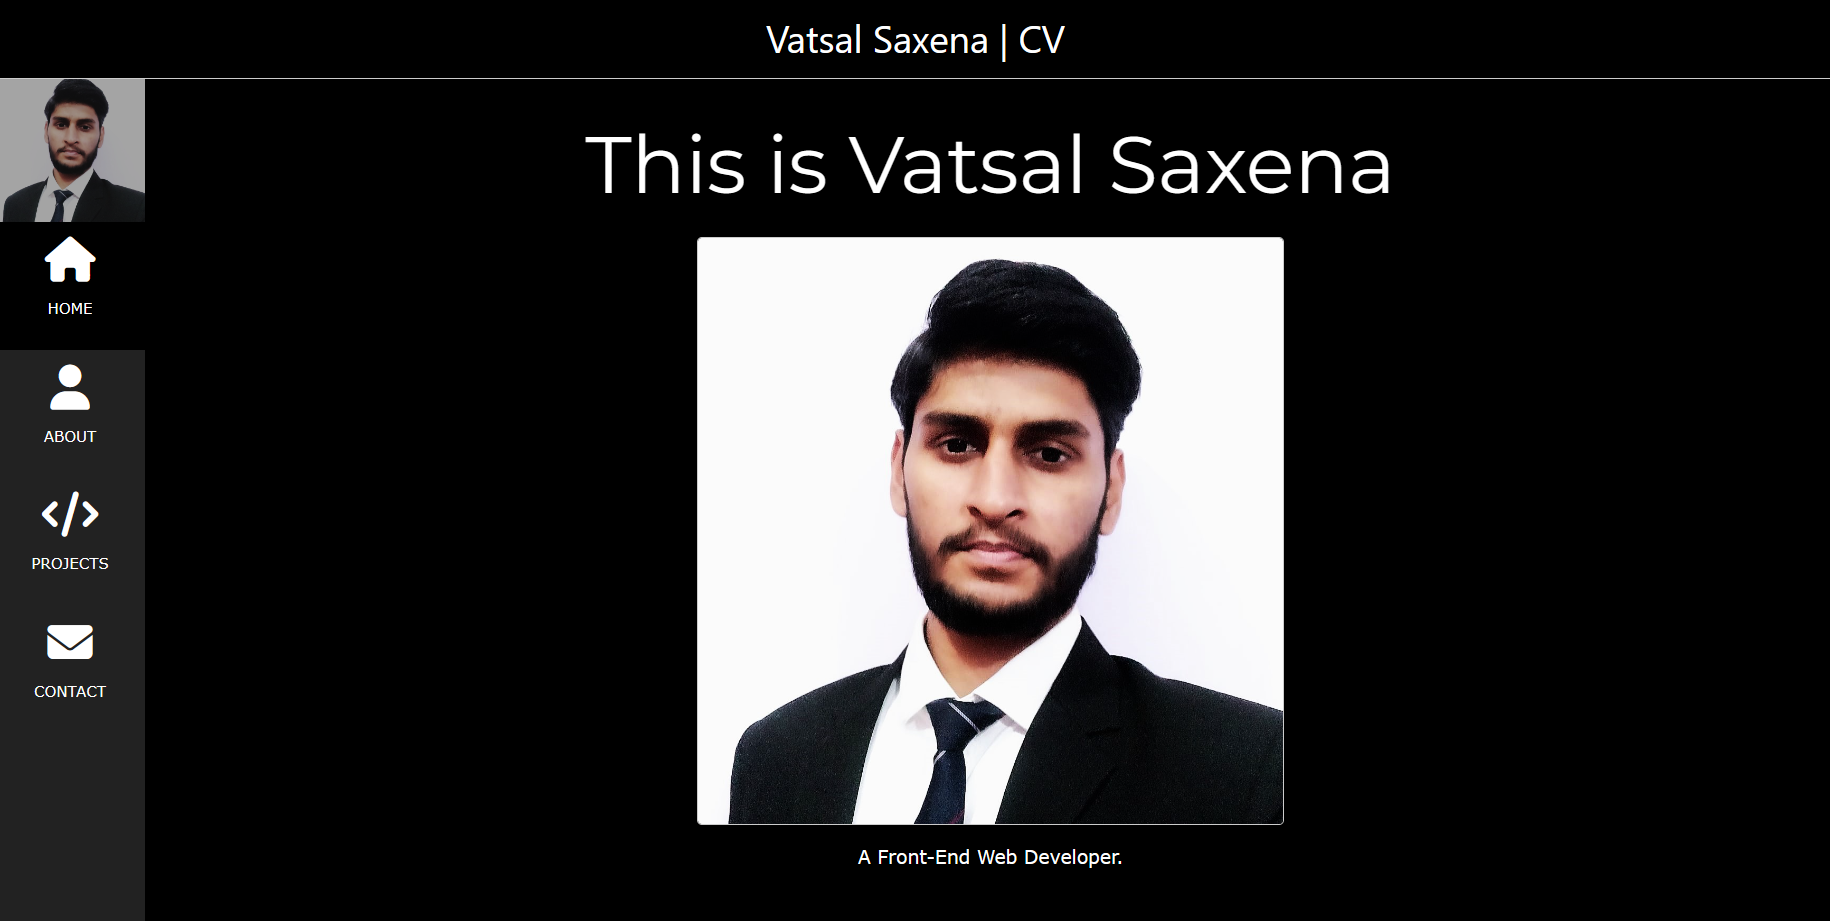 Vatsal Saxena | CV
This is Vatsal Saxena
HOME
ABOUT
PROJECTS
CONTACT
A Front-End Web Developer.